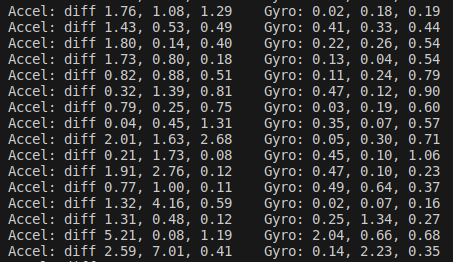 Accel: diff 1.76, 1.08, 1.29    Gyro: 0.02, 0.18, 0.19
Accel: diff 1.43, 0.53, 0.49    Gyro: 0.41, 0.33, 0.44
Accel: diff 1.80, 0.14, 0.40    Gyro: 0.22, 0.26, 0.54
Accel: diff 1.73, 0.80, 0.18    Gyro: 0.13, 0.04, 0.54
Accel: diff 0.82, 0.88, 0.51    Gyro: 0.11, 0.24, 0.79
Accel: diff 0.32, 1.39, 0.81    Gyro: 0.47, 0.12, 0.90
Accel: diff 0.79, 0.25, 0.75    Gyro: 0.03, 0.19, 0.60
Accel: diff 0.04, 0.45, 1.31    Gyro: 0.35, 0.07, 0.57
Accel: diff 2.01, 1.63, 2.68    Gyro: 0.05, 0.30, 0.71
Accel: diff 0.21, 1.73, 0.08    Gyro: 0.45, 0.10, 1.06
Accel: diff 1.91, 2.76, 0.12    Gyro: 0.47, 0.10, 0.23
Accel: diff 0.77, 1.00, 0.11    Gyro: 0.49, 0.64, 0.37
Accel: diff 1.32, 4.16, 0.59    Gyro: 0.02, 0.07, 0.16
Accel: diff 1.31, 0.48, 0.12    Gyro: 0.25, 1.34, 0.27
Accel: diff 5.21, 0.08, 1.19    Gyro: 2.04, 0.66, 0.68
Accel: diff 2.59, 7.01, 0.41    Gyro: 0.14, 2.23, 0.35